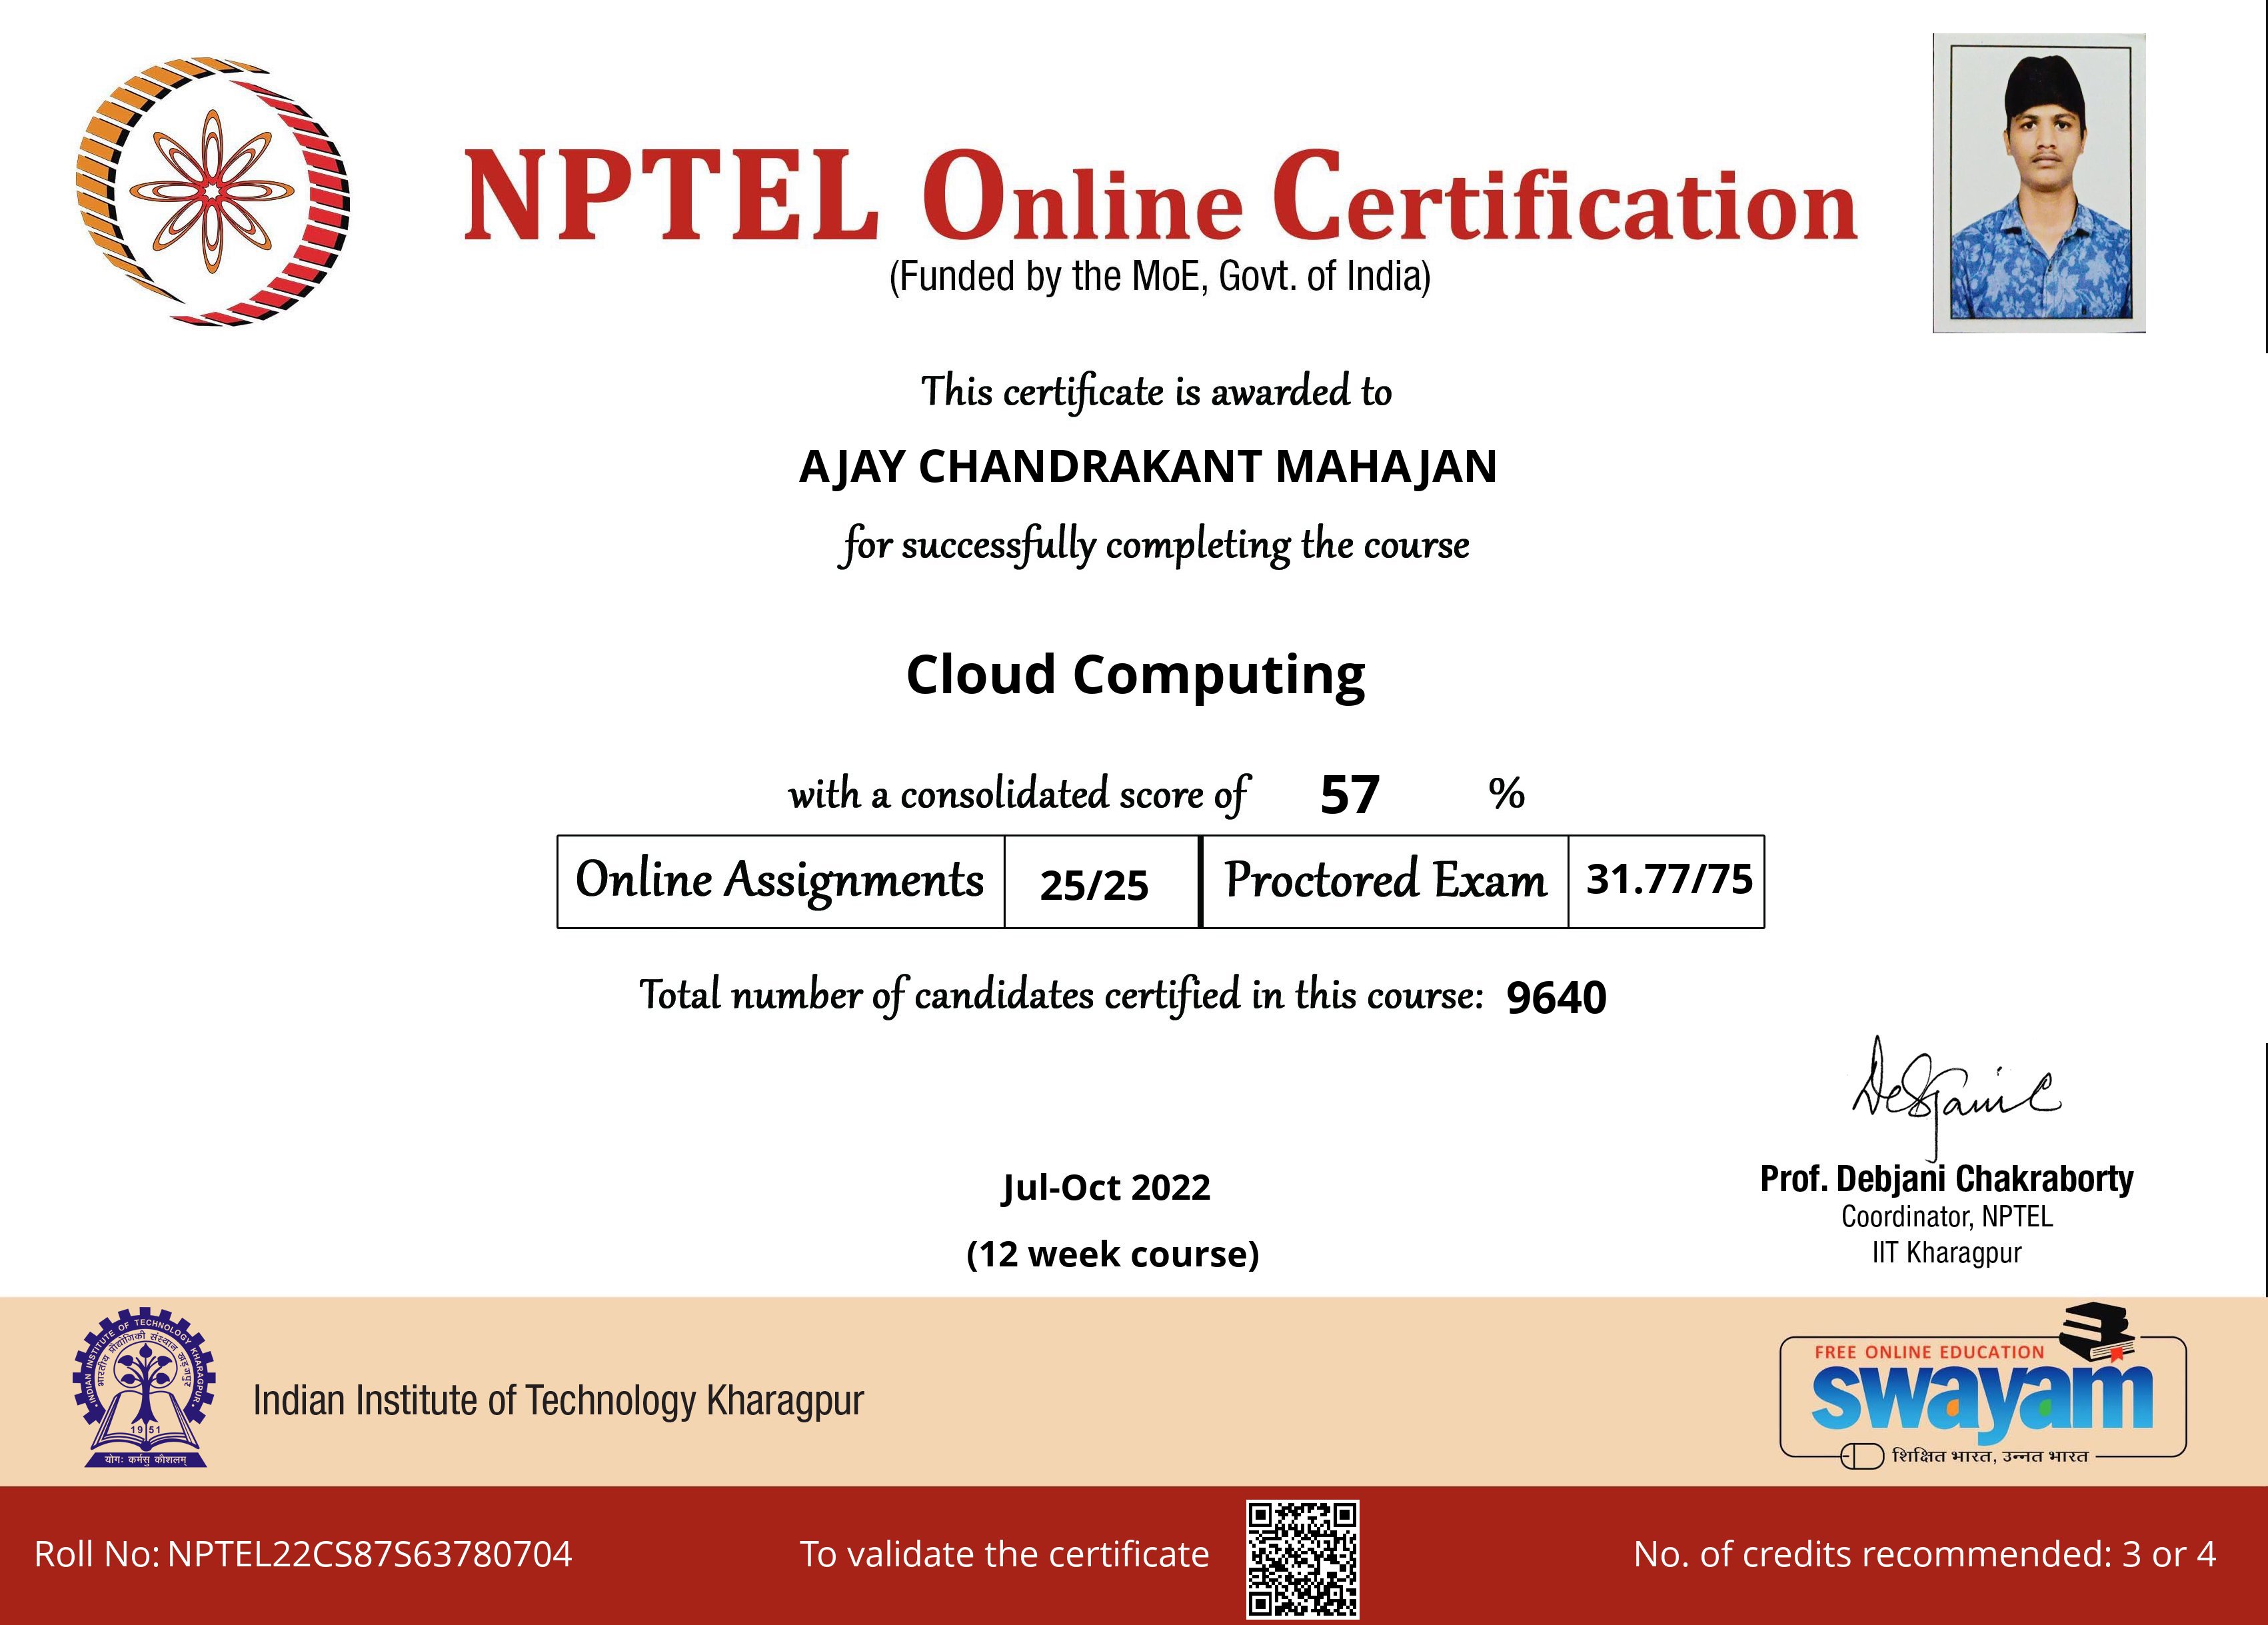 NPTEL Online Certification
(Funded by the MoE, Govt. of India)
This certificate is awarded to
AJAY CHANDRAKANT MAHAJAN
for successfully completing the course
Cloud Computing
with a consolidated score of 57 %
Online Assignments 25/25 Proctored Exam 31.77/75
Total number of candidates certified in this course: 9640
Debjani C
Prof. Debjani Chakraborty
Coordinator, NPTEL
IIT Kharagpur
Jul-Oct 2022
(12 week course)
INDIAN INSTITUTE OF TECHNOLOGY KHARAGPUR
भारतीय प्रौद्योगिकी संस्थान खड़गपुर
1951
योगः कर्मसु कौशलम्
Indian Institute of Technology Kharagpur
FREE ONLINE EDUCATION
swayam
शिक्षित भारत, उन्नत भारत
Roll No: NPTEL22CS87S63780704
To validate the certificate
No. of credits recommended: 3 or 4